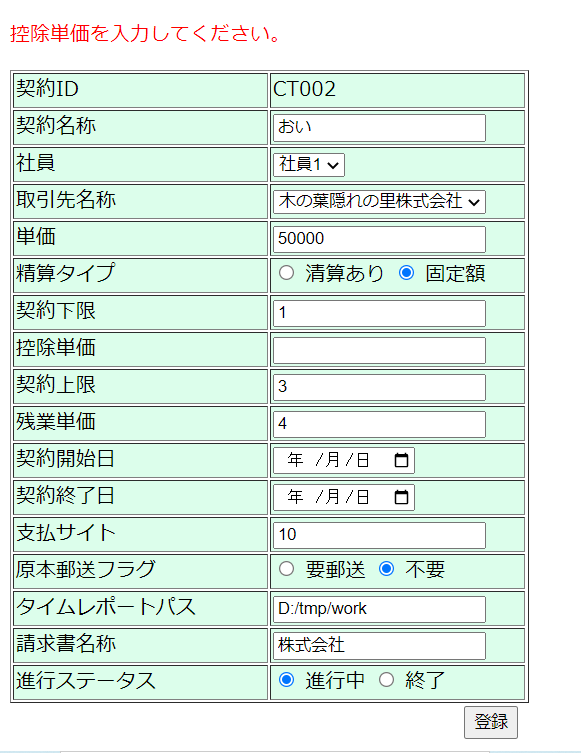 控除単価を入力してください。
契約ID CT002
契約名称 おい
社員 社員1
取引先名称 木の葉隠れの里株式会社
単価 50000
精算タイプ 清算あり 固定額
契約下限 1
控除単価
契約上限 3
残業単価 4
契約開始日 年 /月/日
契約終了日 年 /月/日
支払サイト 10
原本郵送フラグ 要郵送 不要
タイムレポートパス D:/tmp/work
請求書名称 株式会社
進行ステータス 進行中 終了
登録